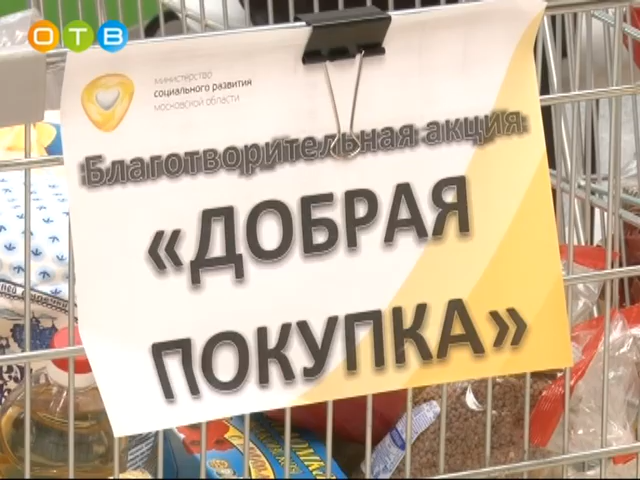 ОТВ
министерство
социального развития
московской области
Благотворительная акция
«ДОБРАЯ
ПОКУПКА»